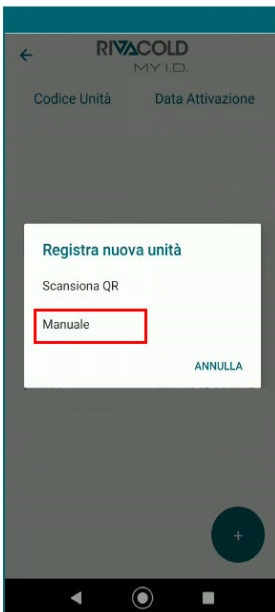 RIVACOLD
MY I.D.
Codice Unità Data Attivazione
Registra nuova unità
Scansiona QR
Manuale
ANNULLA
+